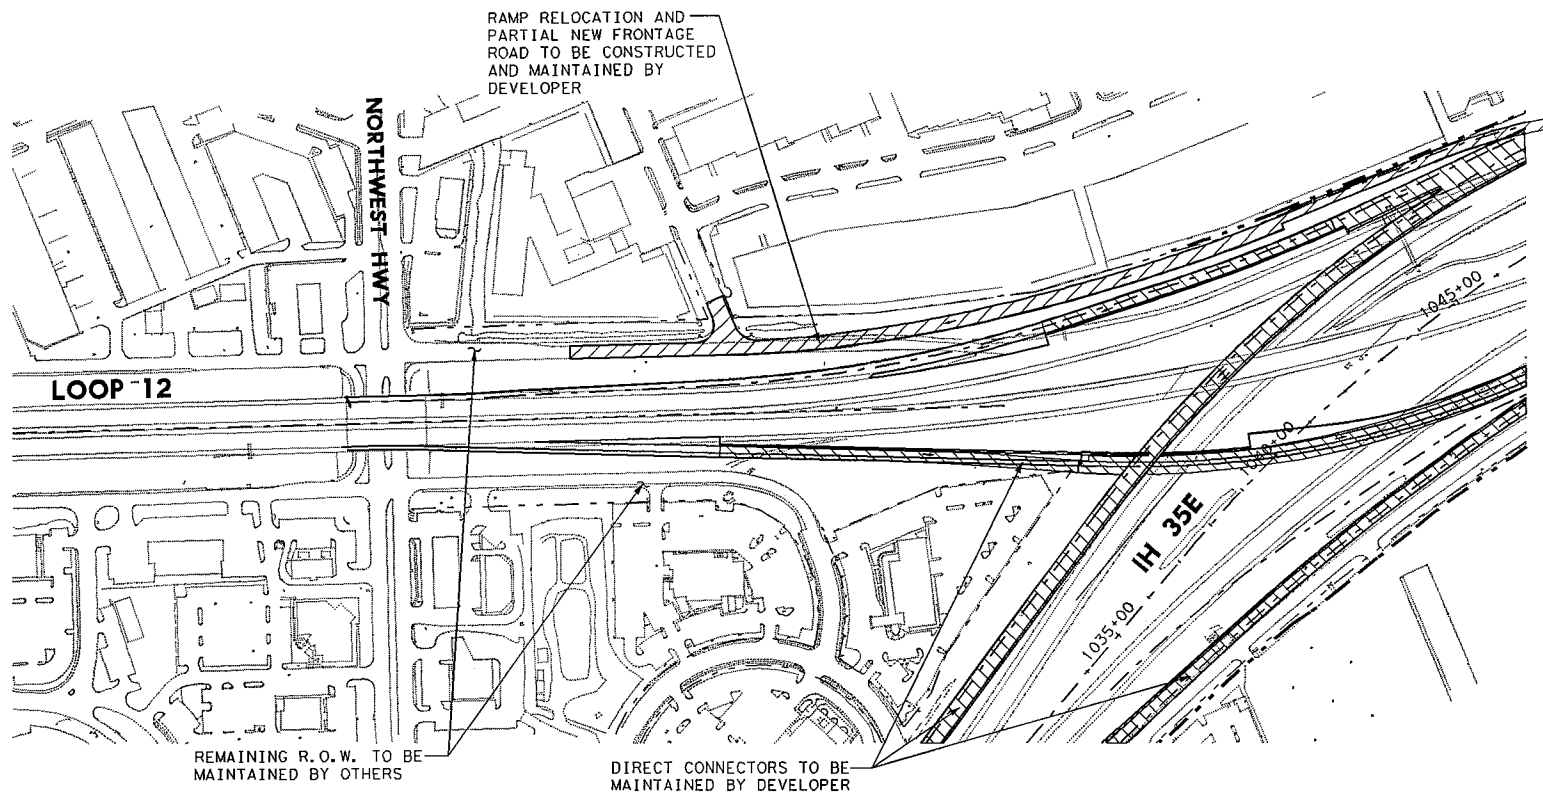 RAMP RELOCATION AND
PARTIAL NEW FRONTAGE
ROAD TO BE CONSTRUCTED
AND MAINTAINED BY
DEVELOPER
NORTHWEST HWY
LOOP 12
1045+00
IH 35E
1035+00
REMAINING R.O.W. TO BE
MAINTAINED BY OTHERS
DIRECT CONNECTORS TO BE
MAINTAINED BY DEVELOPER